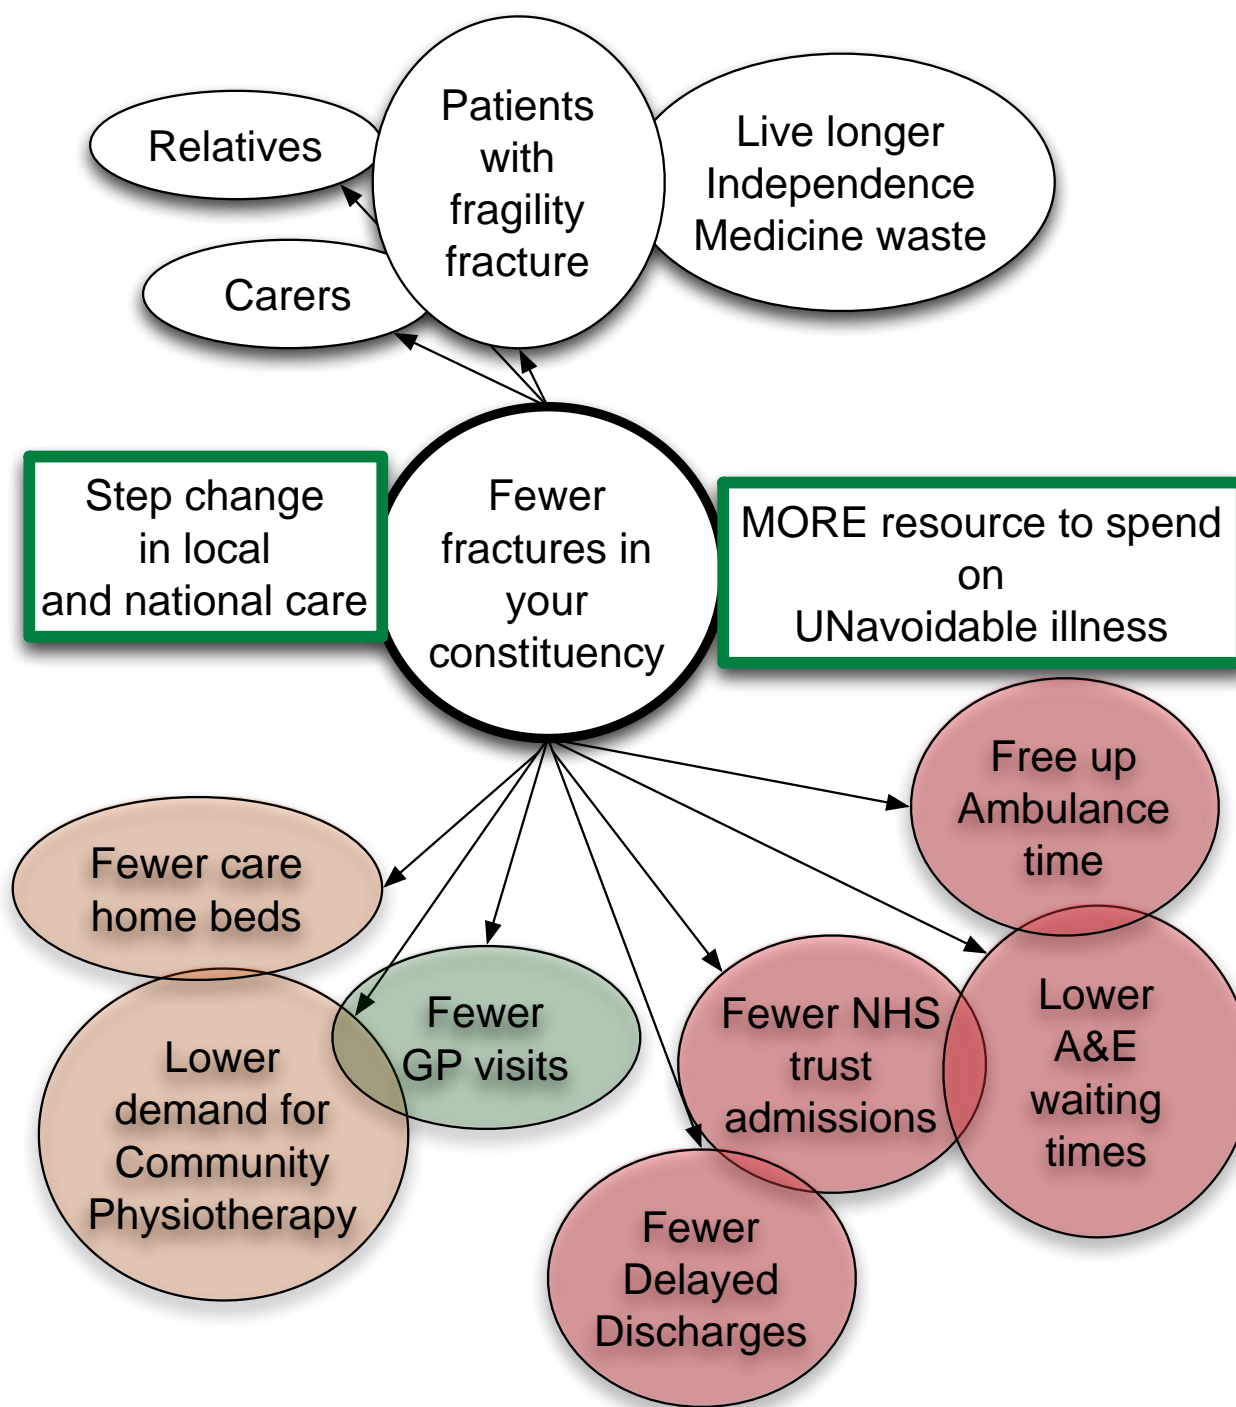 Relatives
Carers
Patients
with
fragility
fracture
Live longer
Independence
Medicine waste
Step change
in local
and national care
Fewer
fractures in
your
constituency
MORE resource to spend
on
UNavoidable illness
Free up
Ambulance
time
Fewer care
home beds
Lower
demand for
Community
Physiotherapy
Fewer
GP visits
Fewer NHS
trust
admissions
Lower
A&E
waiting
times
Fewer
Delayed
Discharges